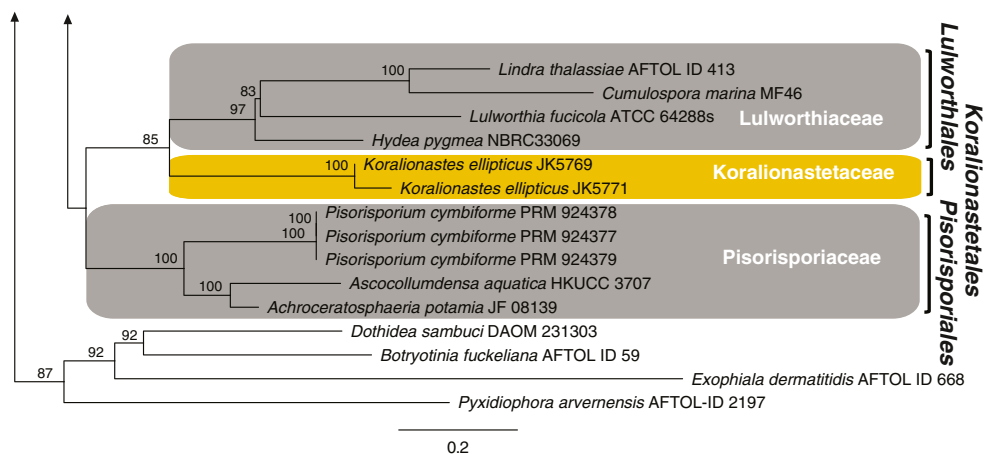 100
Lindra thalassiae AFTOL ID 413
83
Cumulospora marina MF46
97
Lulworthia fucicola ATCC 64288s
Lulworthiaceae
Hydea pygmea NBRC33069
85
Lulworthiales
100
Koralionastes ellipticus JK5769
Koralionastetaceae
Koralionastes ellipticus JK5771
Koralionastetales
Pisorisporium cymbiforme PRM 924378
100
Pisorisporium cymbiforme PRM 924377
100
Pisorisporium cymbiforme PRM 924379
Pisorisporiaceae
100
Ascocollumdensa aquatica HKUCC 3707
100
Achroceratosphaeria potamia JF 08139
Pisorisporiales
Dothidea sambuci DAOM 231303
92
Botryotinia fuckeliana AFTOL ID 59
92
Exophiala dermatitidis AFTOL ID 668
87
Pyxidiophora arvernensis AFTOL-ID 2197
0.2